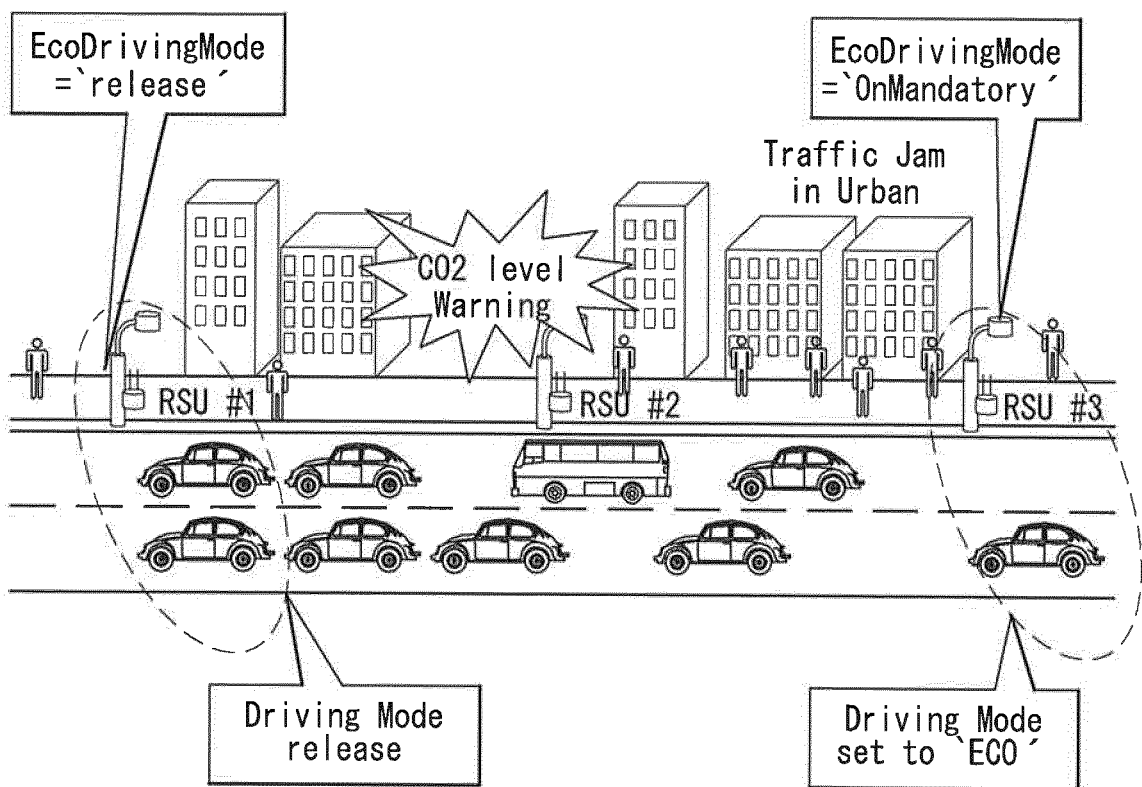 EcoDrivingMode
=`release´
EcoDrivingMode
=`OnMandatory´
Traffic Jam
in Urban
CO2 level
Warning
RSU #1
RSU #2
RSU #3
Driving Mode
release
Driving Mode
set to `ECO´